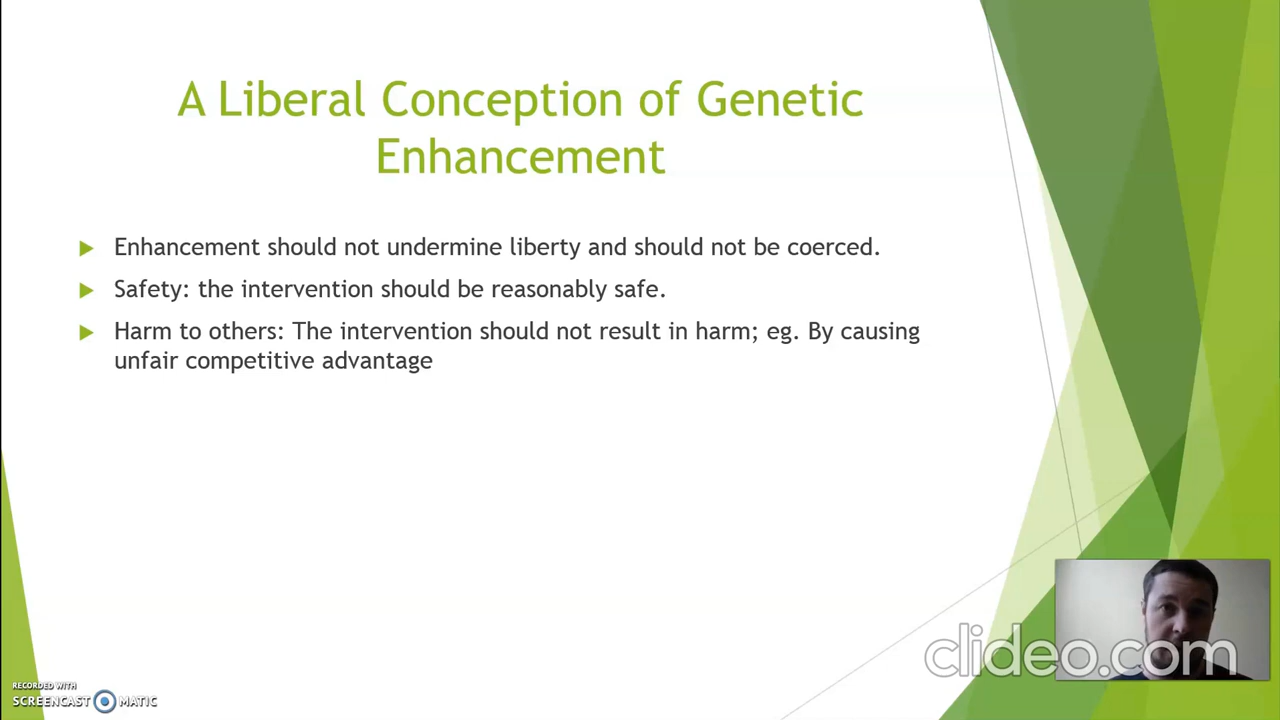 A Liberal Conception of Genetic
Enhancement
Enhancement should not undermine liberty and should not be coerced.
Safety: the intervention should be reasonably safe.
Harm to others: The intervention should not result in harm; eg. By causing
unfair competitive advantage
clideo.com
RECORDED WITH
SCREENCAST MATIC